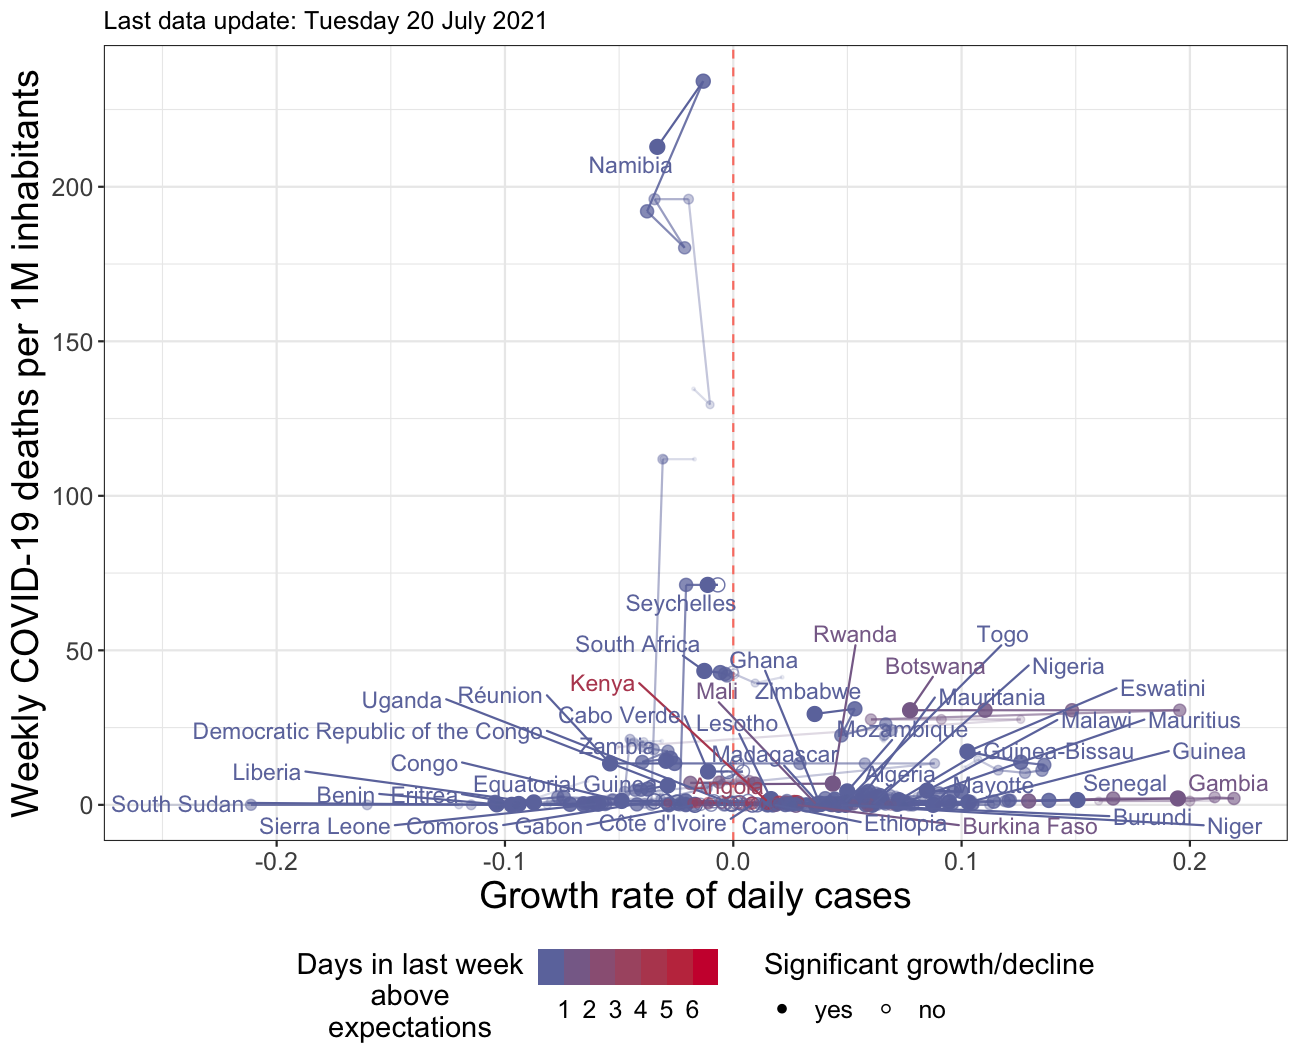 Last data update: Tuesday 20 July 2021
Weekly COVID-19 deaths per 1M inhabitants
200
150
100
50
0
Namibia
Seychelles
Rwanda
Togo
South Africa
Ghana
Botswana
Nigeria
Kenya
Mali
Zimbabwe
Eswatini
Uganda
Réunion
Mauritania
Cabo Verde
Lesotho
Malawi
Mauritius
Democratic Republic of the Congo
Mozambique
Zambia
Madagascar
Guinea-Bissau
Guinea
Congo
Liberia
Algeria
Equatorial Guinea
Angola
Mayotte
Senegal
Gambia
Benin
Eritrea
South Sudan
Burundi
Sierra Leone
Comoros
Gabon
Côte d'Ivoire
Cameroon
Ethiopia
Burkina Faso
Niger
-0.2
-0.1
0.0
0.1
0.2
Growth rate of daily cases
Days in last week
above
expectations
1 2 3 4 5 6
Significant growth/decline
yes
no